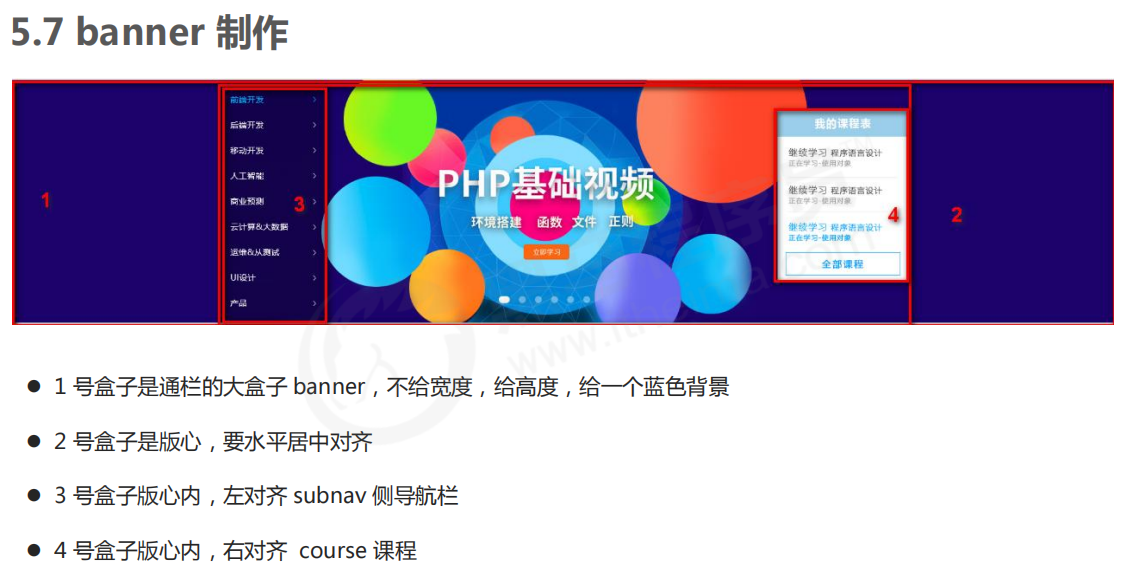 5.7 banner 制作
前端开发
后端开发
移动开发
人工智能
商业预测
云计算&大数据
运维&从测试
UI设计
产品
1
3
PHP基础视频
环境搭建 函数 文件 正则
立即学习
我的课程表
继续学习 程序语言设计
正在学习-使用对象
继续学习 程序语言设计
正在学习-使用对象
继续学习 程序语言设计
正在学习-使用对象
全部课程
4
2
● 1 号盒子是通栏的大盒子 banner，不给宽度，给高度，给一个蓝色背景
● 2 号盒子是版心，要水平居中对齐
● 3 号盒子版心内，左对齐 subnav 侧导航栏
● 4 号盒子版心内，右对齐 course 课程